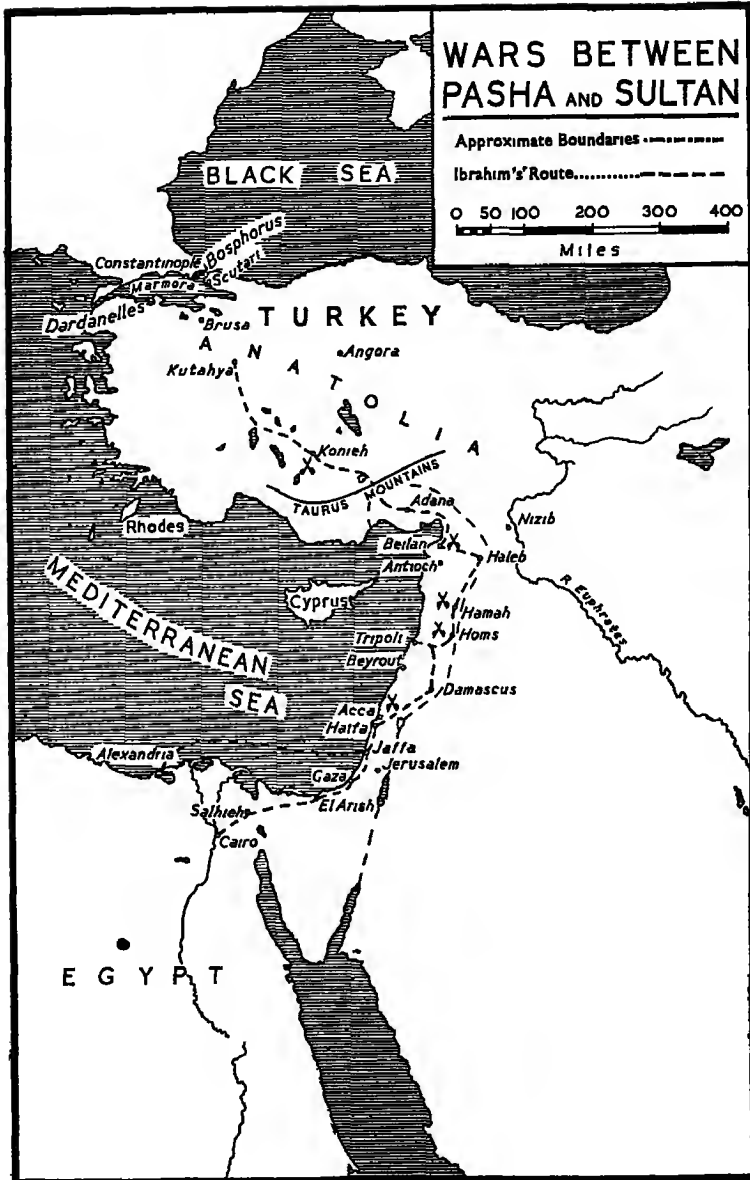 WARS BETWEEN
PASHA AND SULTAN
Approximate Boundaries
Ibrahim's' Route............
0 50 100 200 300 400
Miles
BLACK SEA
Bosphorus
Constantinople
Scutari
Marmora
Dardanelles
Brusa
TURKEY
ANATOLIA
Angora
Kutahya
Konieh
TAURUS MOUNTAINS
Adana
Nizib
Rhodes
Beilan
Haleb
Antioch
MEDITERRANEAN
SEA
Cyprus
R Euphrates
Hamah
Homs
Tripoli
Beyrout
Damascus
Acca
Haifa
Jaffa
Jerusalem
Alexandria
Gaza
El Arish
Salhieh
Cairo
EGYPT